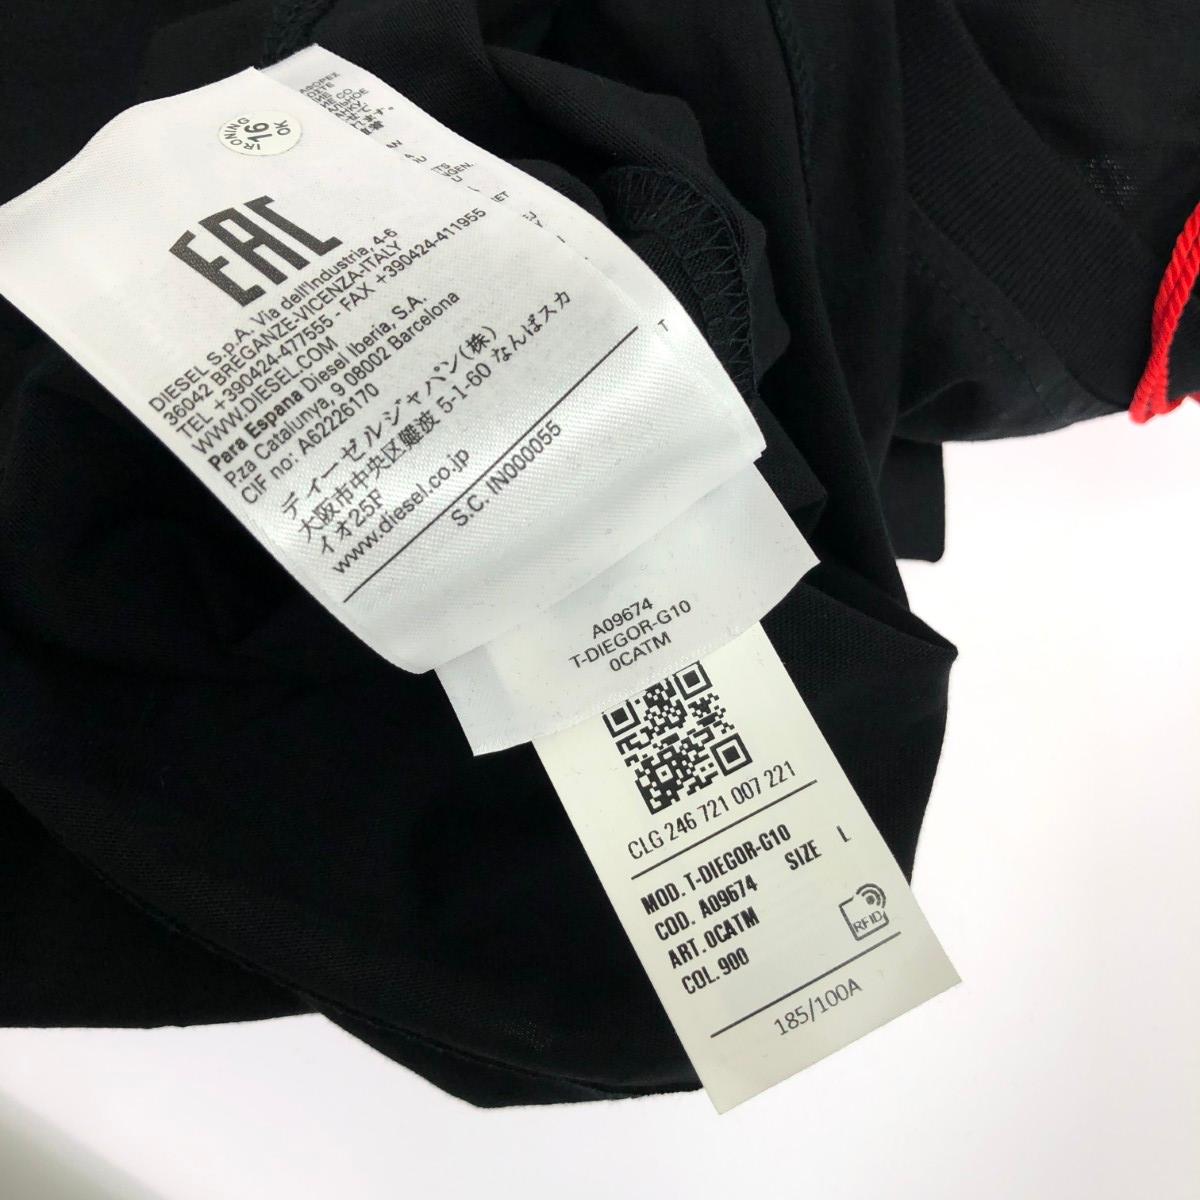 IRONING
16
OK
EAC
DIESEL S.p.A. Via dell'Industria, 4-6
36042 BREGANZE-VICENZA-ITALY
TEL +390424-477555 - FAX +390424-411955
WWW.DIESEL.COM
Para Espana Diesel Iberia, S.A.
Pza Catalunya, 9 08002 Barcelona
CIF no: A62226170
ディーゼルジャパン(株)
大阪市中央区難波 5-1-60 なんばスカ
イオ25F
www.diesel.co.jp
S.C. IN000055
A09674
T-DIEGOR-G10
0CATM
CLG 246 721 007 221
MOD. T-DIEGOR-G10
COD. A09674 SIZE L
ART. 0CATM
COL. 900
RFID
185/100A